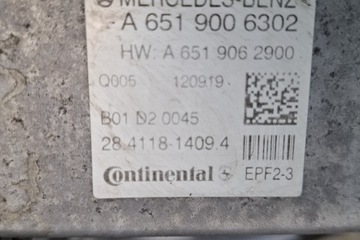 MERCEDES-BENZ
A 651 900 6302
HW: A 651 906 2900
Q005 120919
B01 D2 0045
28.4118-1409.4
Continental EPF2-3